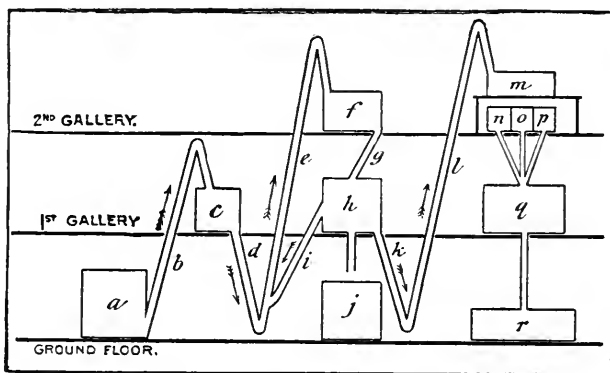 m
f
2ND GALLERY.
n o p
e g l
c h q
1ST GALLERY
b d i k
a j r
GROUND FLOOR.